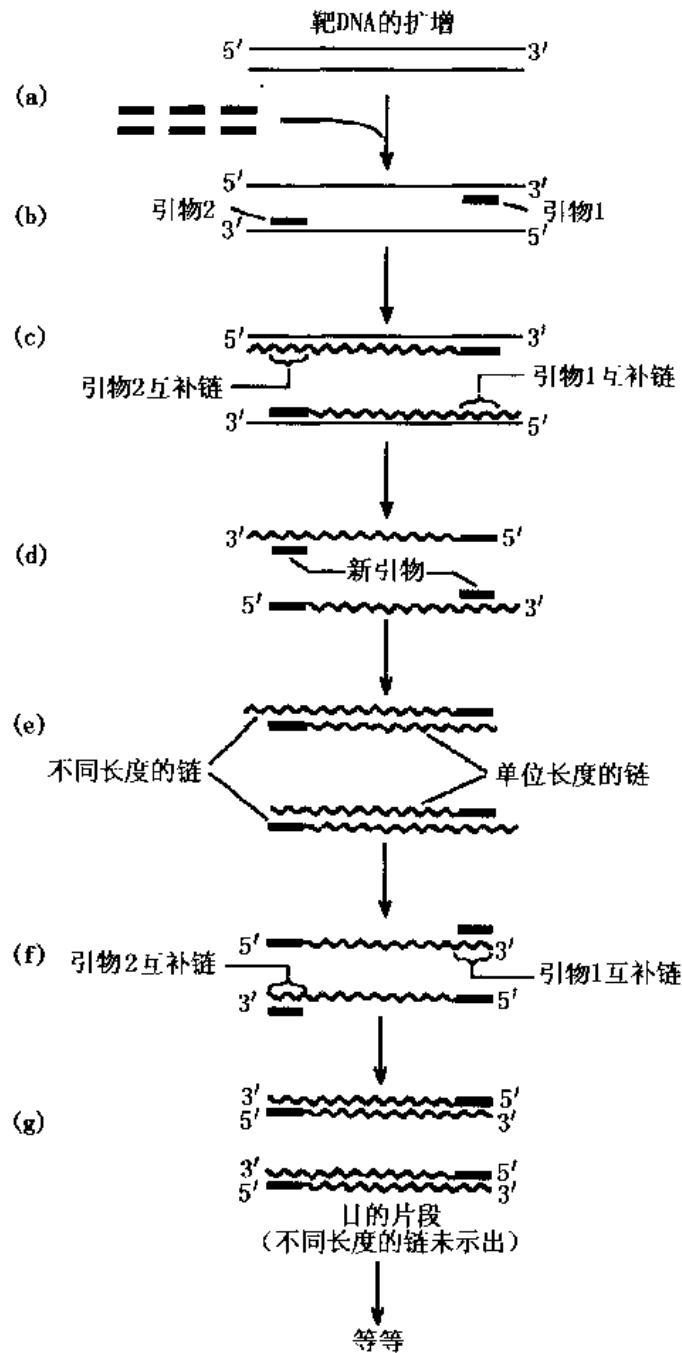 靶DNA的扩增
5′ 3′
(a)
5′ 3′
引物2 引物1
(b)
3′ 5′
(c)
5′ 3′
引物2互补链 引物1互补链
3′ 5′
3′ 5′
(d)
新引物
5′ 3′
(e)
不同长度的链 单位长度的链
5′ 3′
(f) 引物2互补链 引物1互补链
3′ 5′
3′ 5′
(g)
5′ 3′
3′ 5′
5′ 3′
目的片段
(不同长度的链未示出)
等等